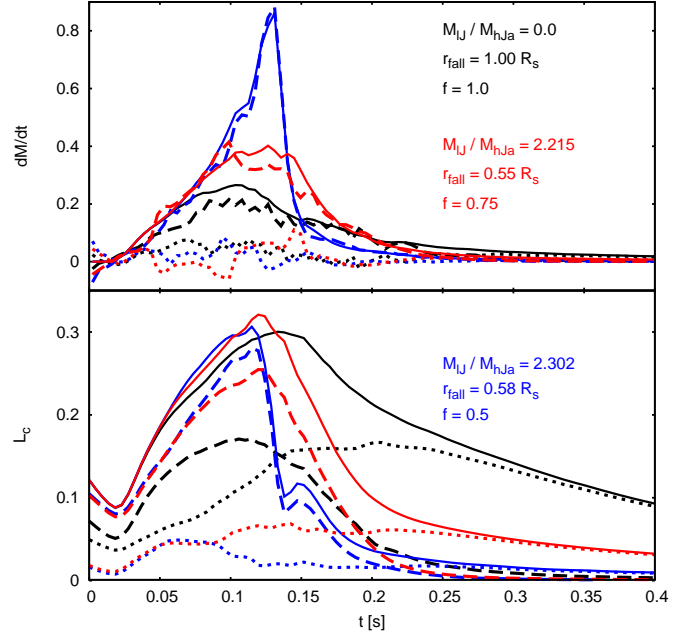 0.8
0.6
0.4
0.2
0
dM/dt
M_lJ / M_hJa = 0.0
r_fall = 1.00 R_s
f = 1.0
M_lJ / M_hJa = 2.215
r_fall = 0.55 R_s
f = 0.75
0.3
0.2
0.1
0
L_c
M_lJ / M_hJa = 2.302
r_fall = 0.58 R_s
f = 0.5
0 0.05 0.1 0.15 0.2 0.25 0.3 0.35 0.4
t [s]